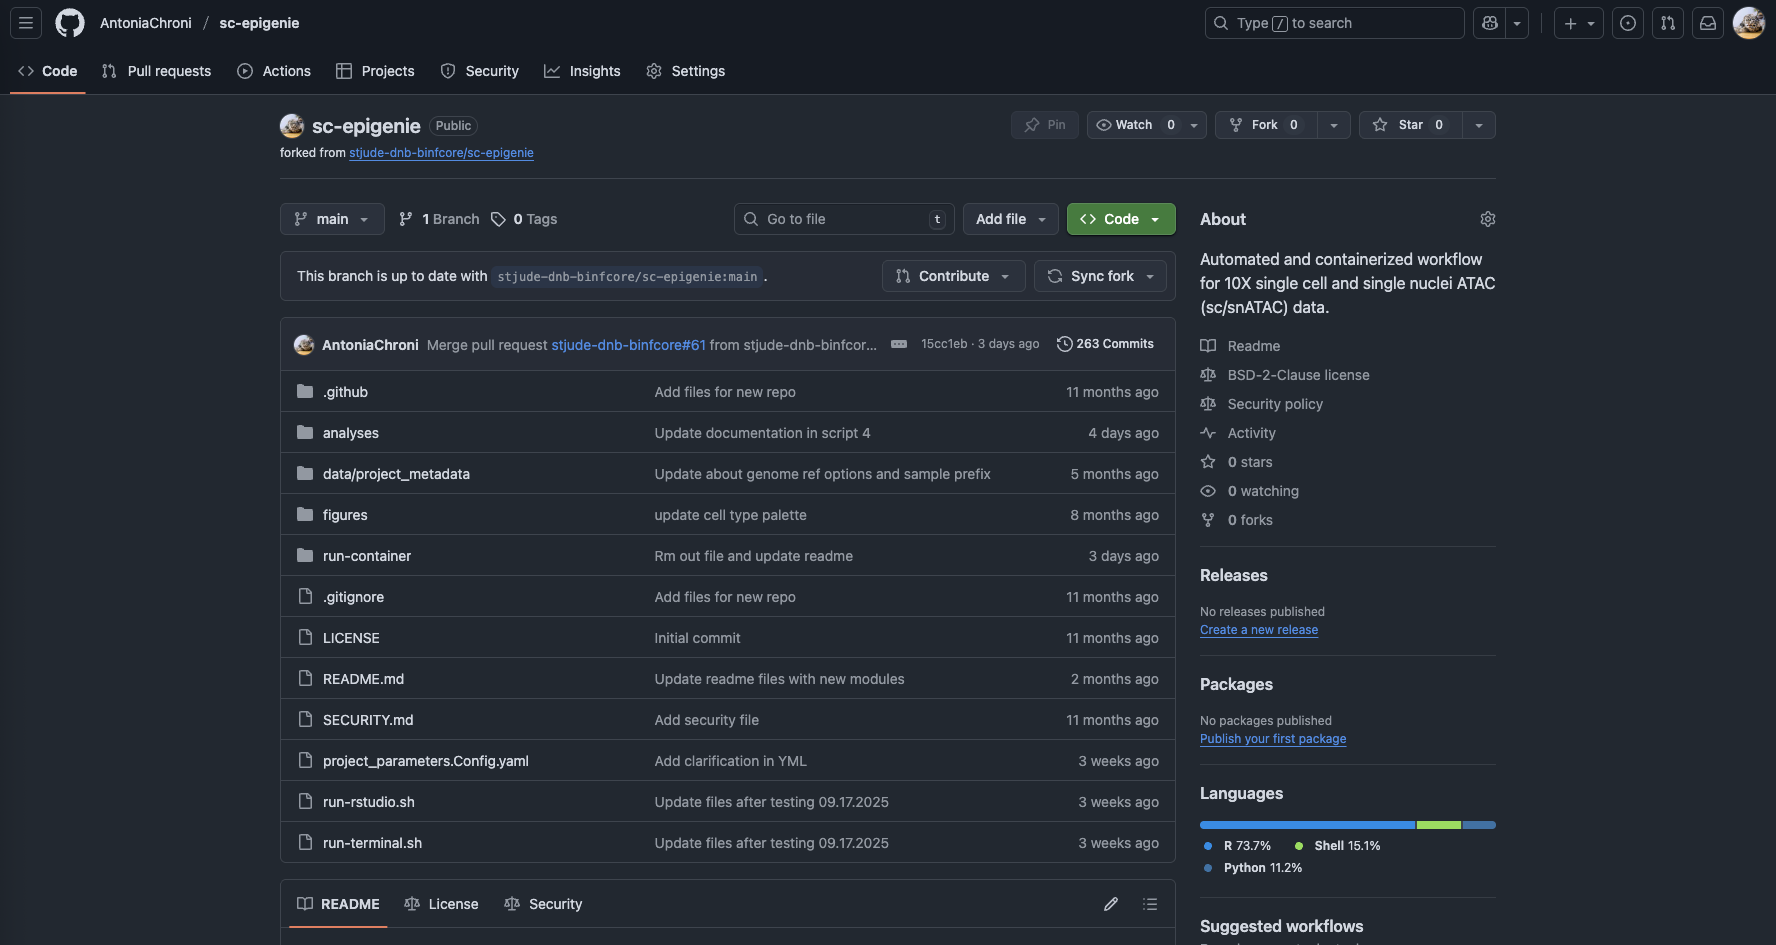 AntoniaChroni / sc-epigenie
Type / to search
Code Pull requests Actions Projects Security Insights Settings
sc-epigenie Public
Pin Watch 0 Fork 0 Star 0
forked from stjude-dnb-binfcore/sc-epigenie
main 1 Branch 0 Tags Go to file t Add file Code
This branch is up to date with stjude-dnb-binfcore/sc-epigenie:main . Contribute Sync fork
AntoniaChroni Merge pull request stjude-dnb-binfcore#61 from stjude-dnb-binfcor... 15cc1eb · 3 days ago 263 Commits
.github Add files for new repo 11 months ago
analyses Update documentation in script 4 4 days ago
data/project_metadata Update about genome ref options and sample prefix 5 months ago
figures update cell type palette 8 months ago
run-container Rm out file and update readme 3 days ago
.gitignore Add files for new repo 11 months ago
LICENSE Initial commit 11 months ago
README.md Update readme files with new modules 2 months ago
SECURITY.md Add security file 11 months ago
project_parameters.Config.yaml Add clarification in YML 3 weeks ago
run-rstudio.sh Update files after testing 09.17.2025 3 weeks ago
run-terminal.sh Update files after testing 09.17.2025 3 weeks ago
README License Security
About
Automated and containerized workflow
for 10X single cell and single nuclei ATAC
(sc/snATAC) data.
Readme
BSD-2-Clause license
Security policy
Activity
0 stars
0 watching
0 forks
Releases
No releases published
Create a new release
Packages
No packages published
Publish your first package
Languages
R 73.7% Shell 15.1%
Python 11.2%
Suggested workflows